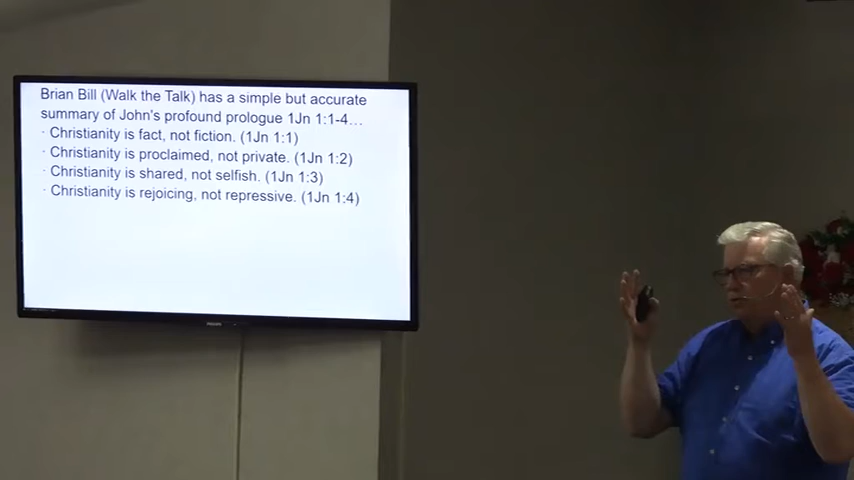 Brian Bill (Walk the Talk) has a simple but accurate
summary of John's profound prologue 1Jn 1:1-4…
· Christianity is fact, not fiction. (1Jn 1:1)
· Christianity is proclaimed, not private. (1Jn 1:2)
· Christianity is shared, not selfish. (1Jn 1:3)
· Christianity is rejoicing, not repressive. (1Jn 1:4)
PHILIPS